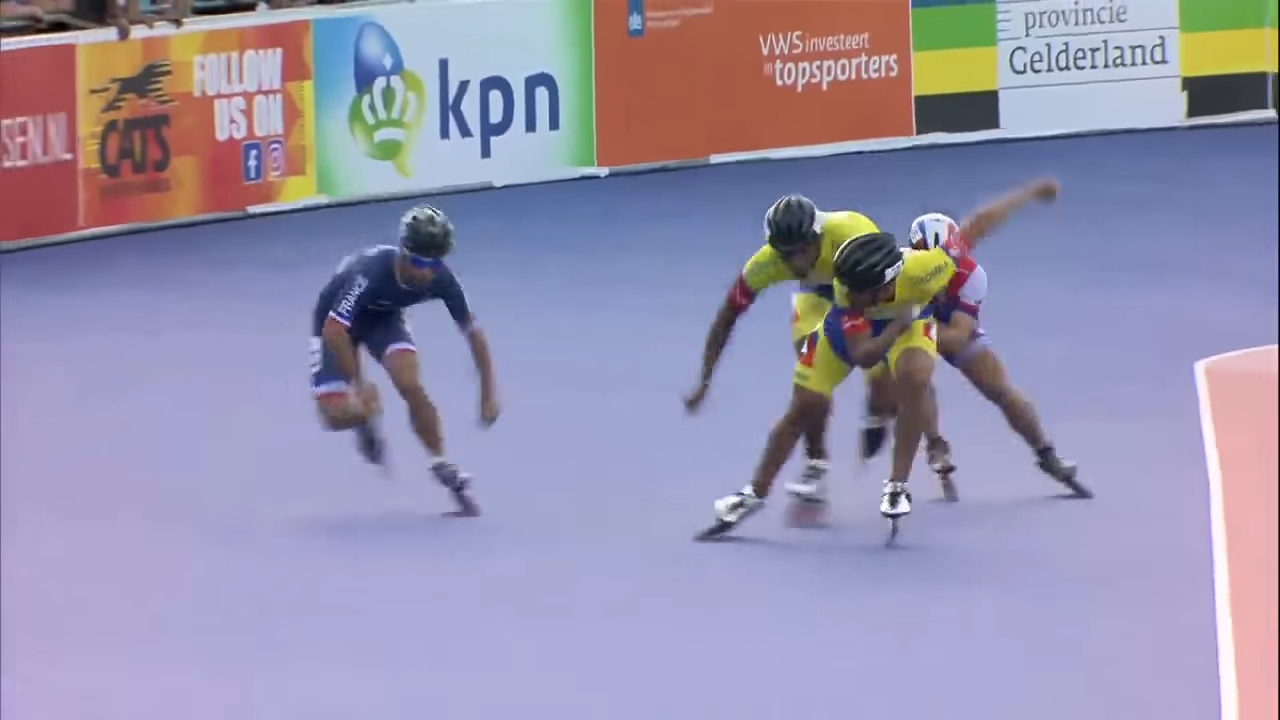 SEN.NL
CATS
FOLLOW
US ON
kpn
VWS investeert
in topsporters
provincie
Gelderland
FRANCE